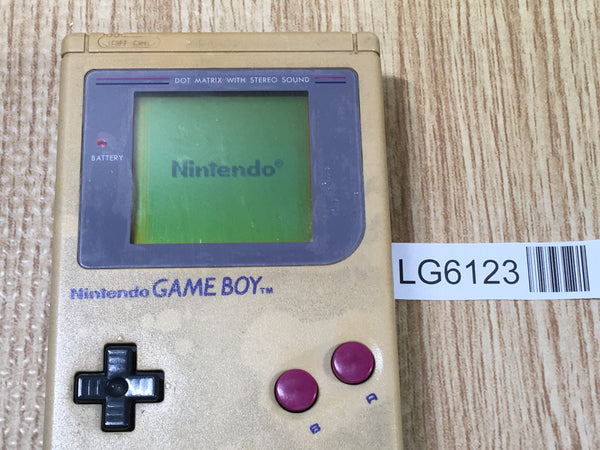 OFF ON
DOT MATRIX WITH STEREO SOUND
BATTERY
Nintendo®
LG6123
Nintendo GAME BOY™
B A